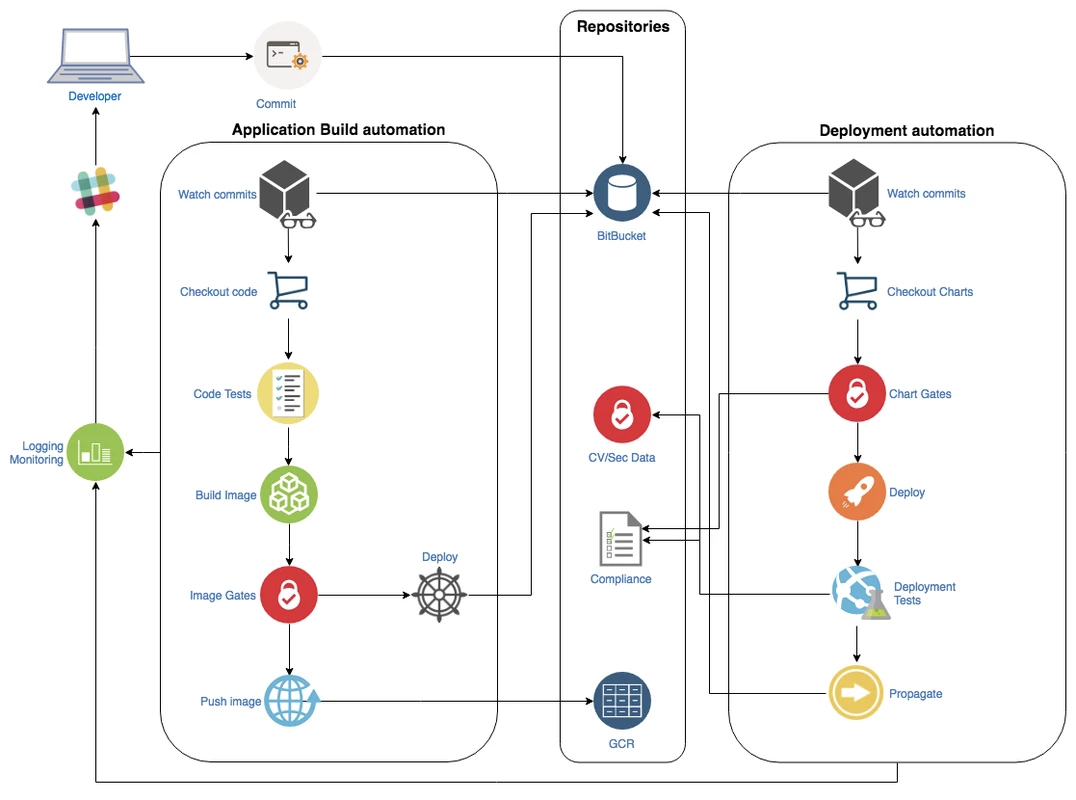 Repositories
Developer
Commit
Application Build automation
Deployment automation
Watch commits
BitBucket
Watch commits
Checkout code
Checkout Charts
Code Tests
Chart Gates
Logging
Monitoring
CV/Sec Data
Build Image
Deploy
Deploy
Compliance
Image Gates
Deployment
Tests
Push image
Propagate
GCR